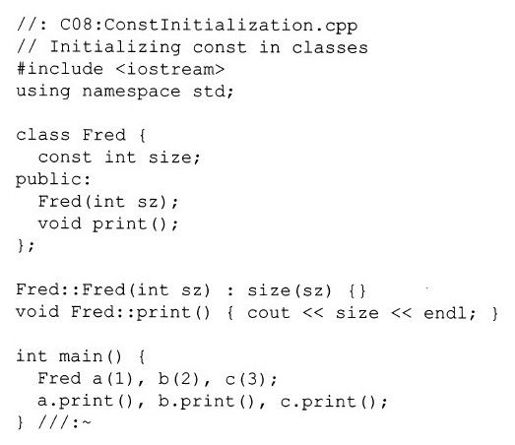 //: C08:ConstInitialization.cpp
// Initializing const in classes
#include <iostream>
using namespace std;

class Fred {
  const int size;
public:
  Fred(int sz);
  void print();
};

Fred::Fred(int sz) : size(sz) {}
void Fred::print() { cout << size << endl; }

int main() {
  Fred a(1), b(2), c(3);
  a.print(), b.print(), c.print();
} ///:~